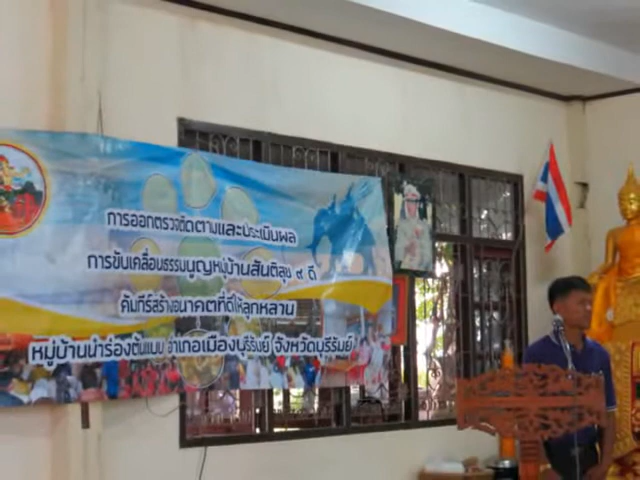 การออกตรวจติดตามและประเมินผล
การขับเคลื่อนธรรมนูญหมู่บ้านสันติสุข ๙ ดี
คัมภีร์สร้างอนาคตที่ดีให้ลูกหลาน
หมู่บ้านนำร่องต้นแบบ อำเภอเมืองบุรีรัมย์ จังหวัดบุรีรัมย์